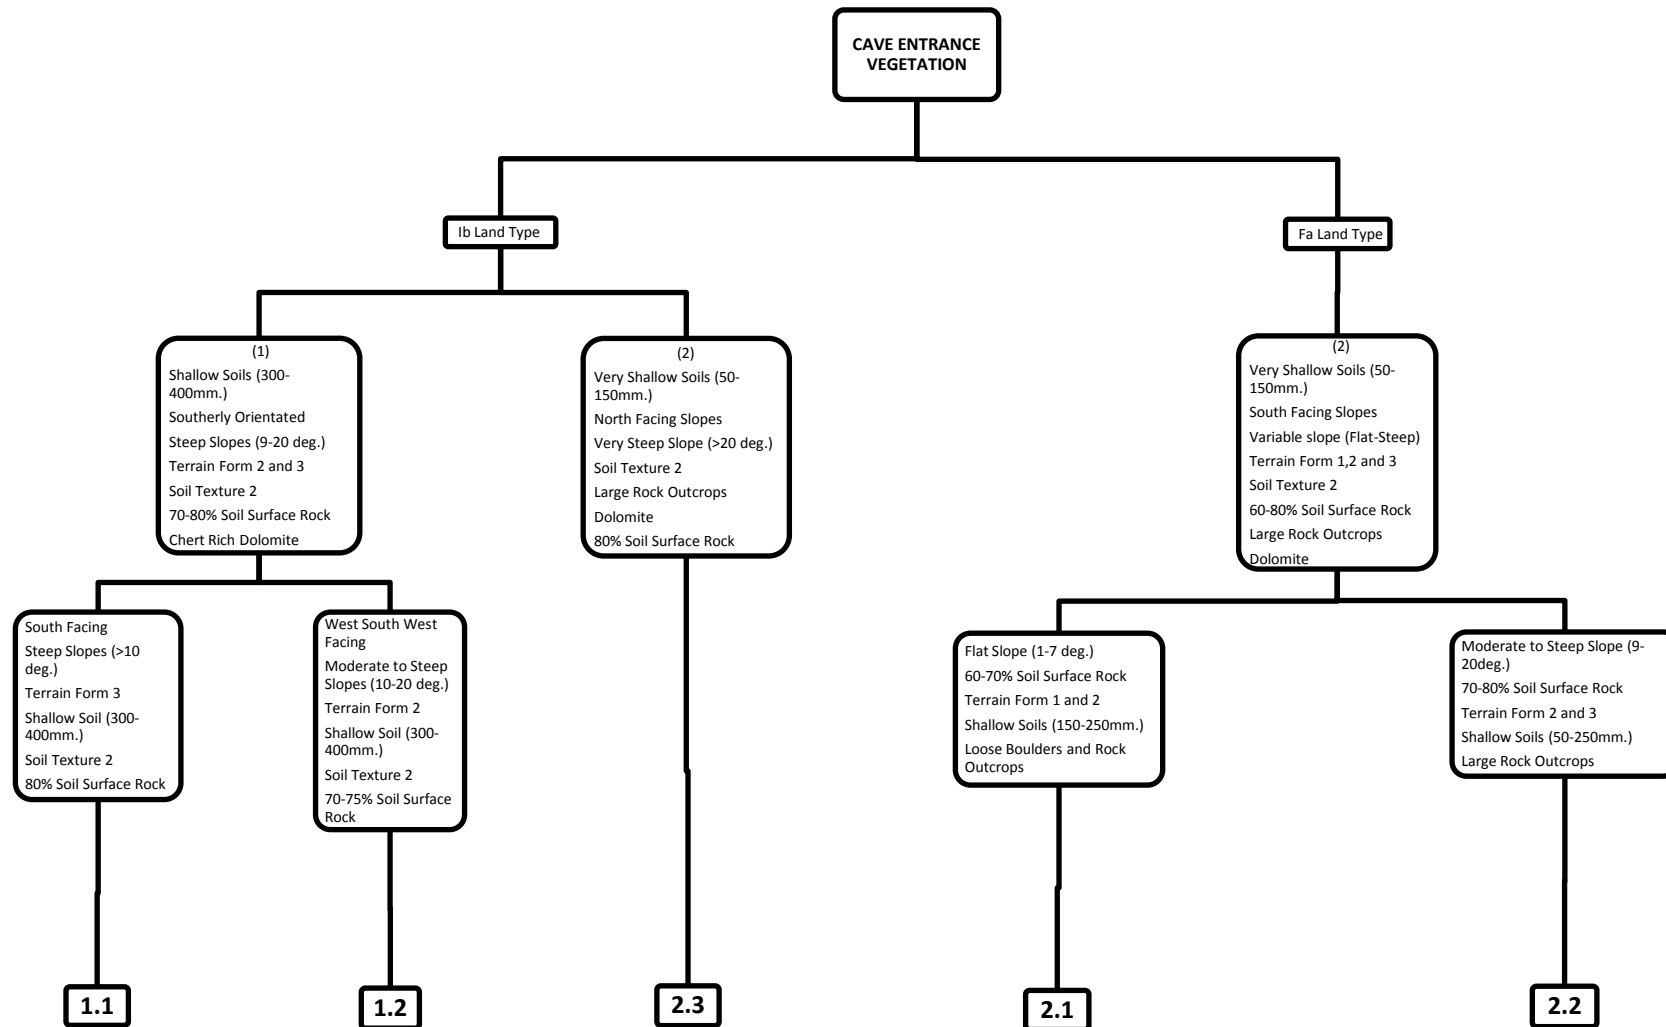 CAVE ENTRANCE
VEGETATION
Ib Land Type
Fa Land Type
(1)
Shallow Soils (300-
400mm.)
Southerly Orientated
Steep Slopes (9-20 deg.)
Terrain Form 2 and 3
Soil Texture 2
70-80% Soil Surface Rock
Chert Rich Dolomite
(2)
Very Shallow Soils (50-
150mm.)
North Facing Slopes
Very Steep Slope (>20 deg.)
Soil Texture 2
Large Rock Outcrops
Dolomite
80% Soil Surface Rock
(2)
Very Shallow Soils (50-
150mm.)
South Facing Slopes
Variable slope (Flat-Steep)
Terrain Form 1,2 and 3
Soil Texture 2
60-80% Soil Surface Rock
Large Rock Outcrops
Dolomite
South Facing
Steep Slopes (>10
deg.)
Terrain Form 3
Shallow Soil (300-
400mm.)
Soil Texture 2
80% Soil Surface Rock
West South West
Facing
Moderate to Steep
Slopes (10-20 deg.)
Terrain Form 2
Shallow Soil (300-
400mm.)
Soil Texture 2
70-75% Soil Surface
Rock
Flat Slope (1-7 deg.)
60-70% Soil Surface Rock
Terrain Form 1 and 2
Shallow Soils (150-250mm.)
Loose Boulders and Rock
Outcrops
Moderate to Steep Slope (9-
20deg.)
70-80% Soil Surface Rock
Terrain Form 2 and 3
Shallow Soils (50-250mm.)
Large Rock Outcrops
1.1
1.2
2.3
2.1
2.2